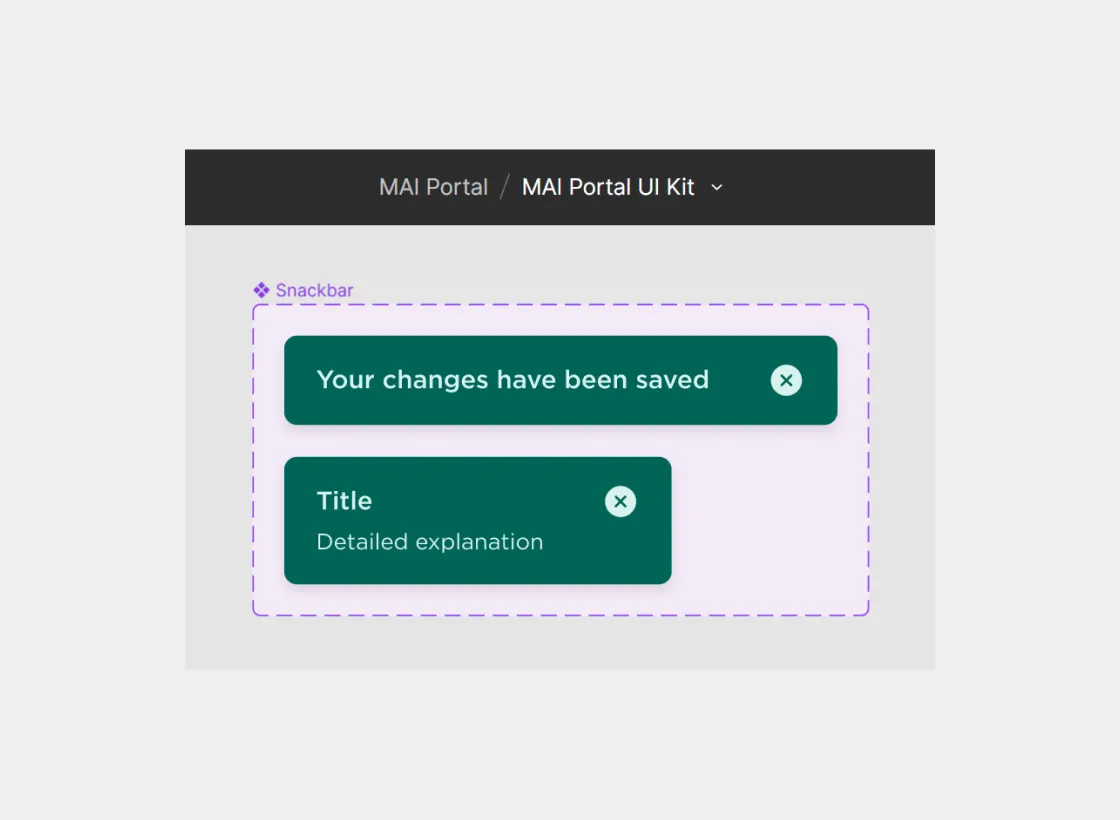 MAI Portal / MAI Portal UI Kit
Snackbar
Your changes have been saved
Title
Detailed explanation